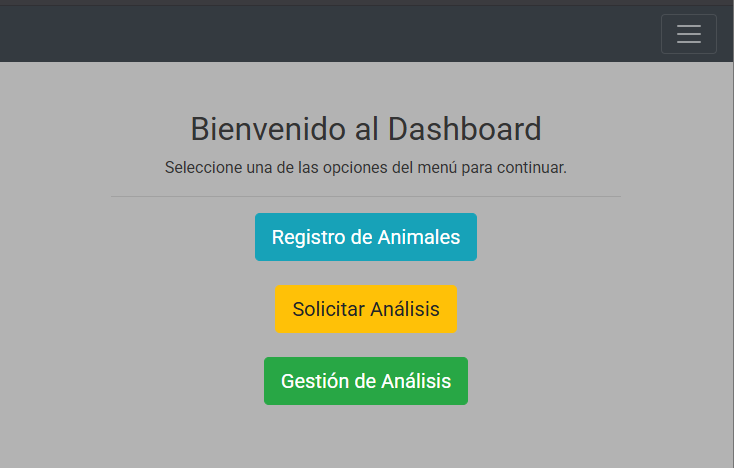 Bienvenido al Dashboard
Seleccione una de las opciones del menú para continuar.
Registro de Animales
Solicitar Análisis
Gestión de Análisis